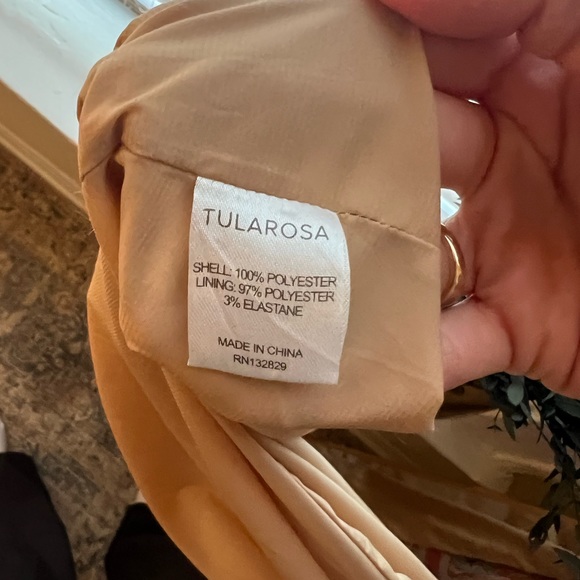 TULAROSA
SHELL: 100% POLYESTER
LINING: 97% POLYESTER
3% ELASTANE
MADE IN CHINA
RN132829